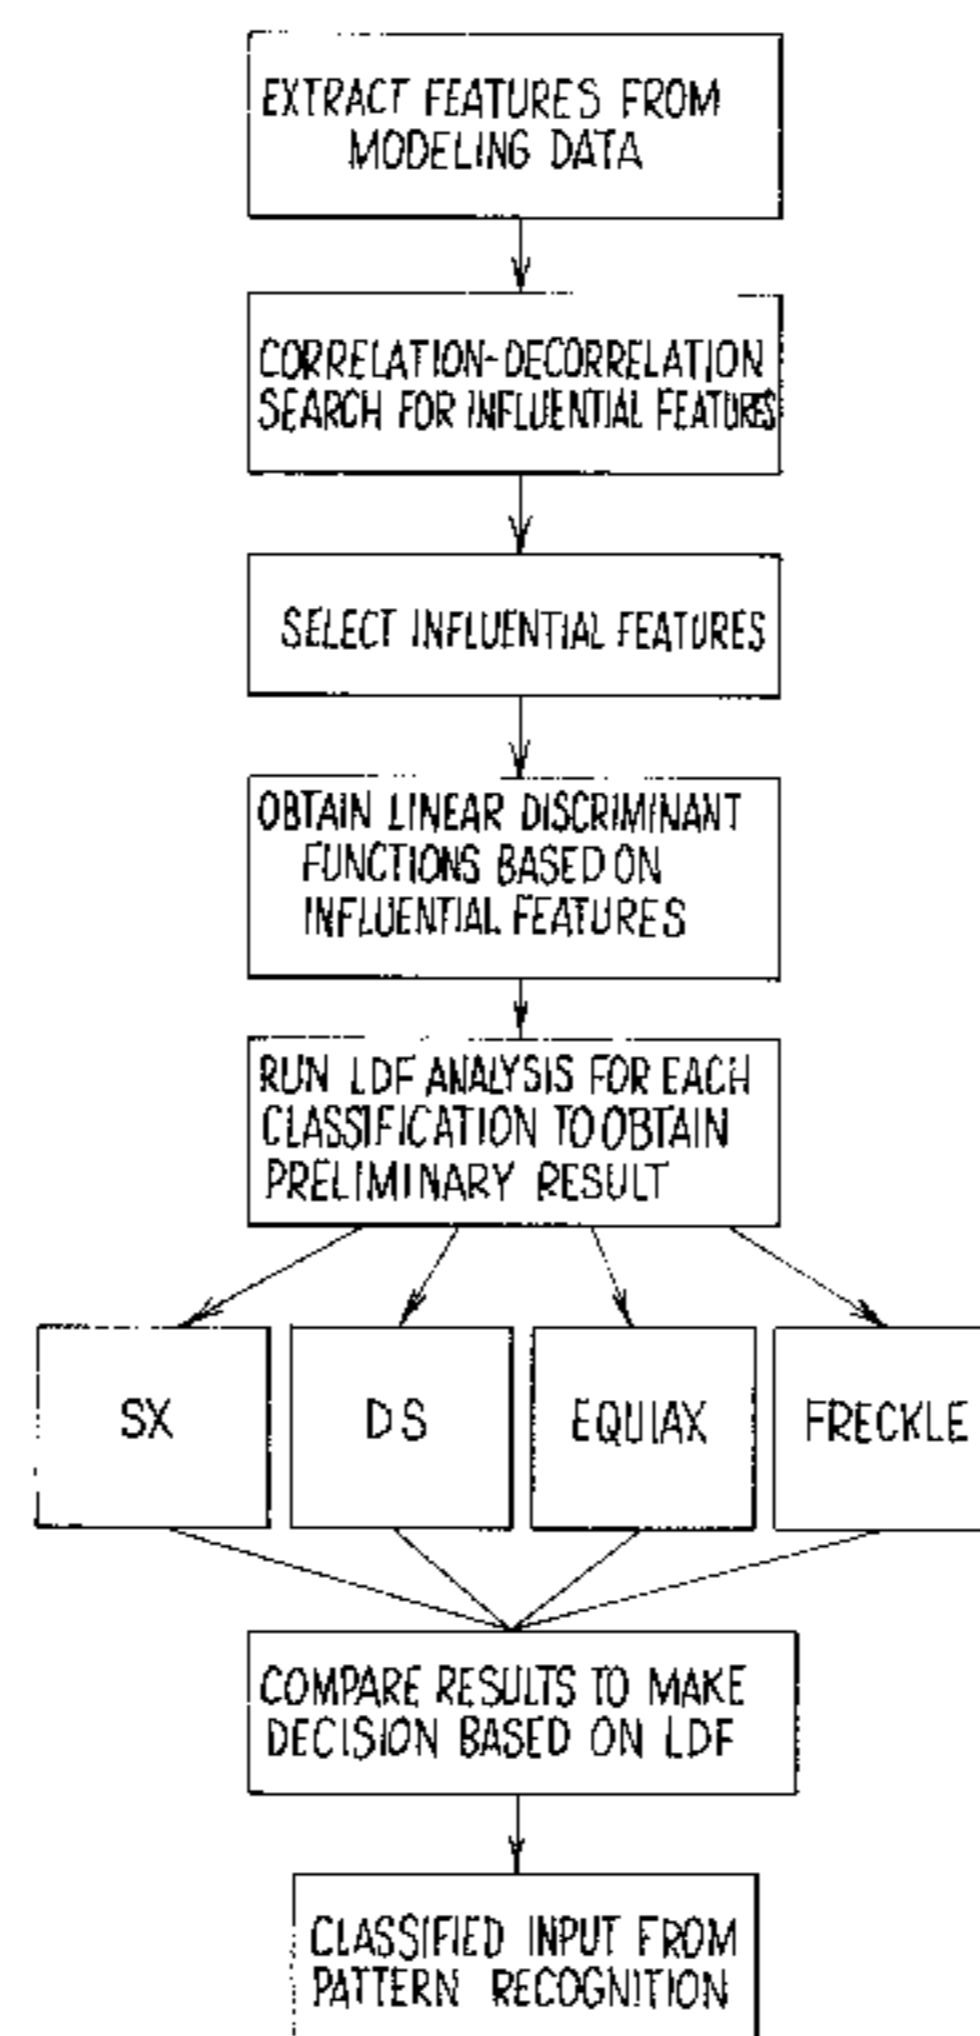 EXTRACT FEATURES FROM
MODELING DATA
CORRELATION-DECORRELATION
SEARCH FOR INFLUENTIAL FEATURES
SELECT INFLUENTIAL FEATURES
OBTAIN LINEAR DISCRIMINANT
FUNCTIONS BASED ON
INFLUENTIAL FEATURES
RUN LDF ANALYSIS FOR EACH
CLASSIFICATION TO OBTAIN
PRELIMINARY RESULT
SX
DS
EQUIAX
FRECKLE
COMPARE RESULTS TO MAKE
DECISION BASED ON LDF
CLASSIFIED INPUT FROM
PATTERN RECOGNITION